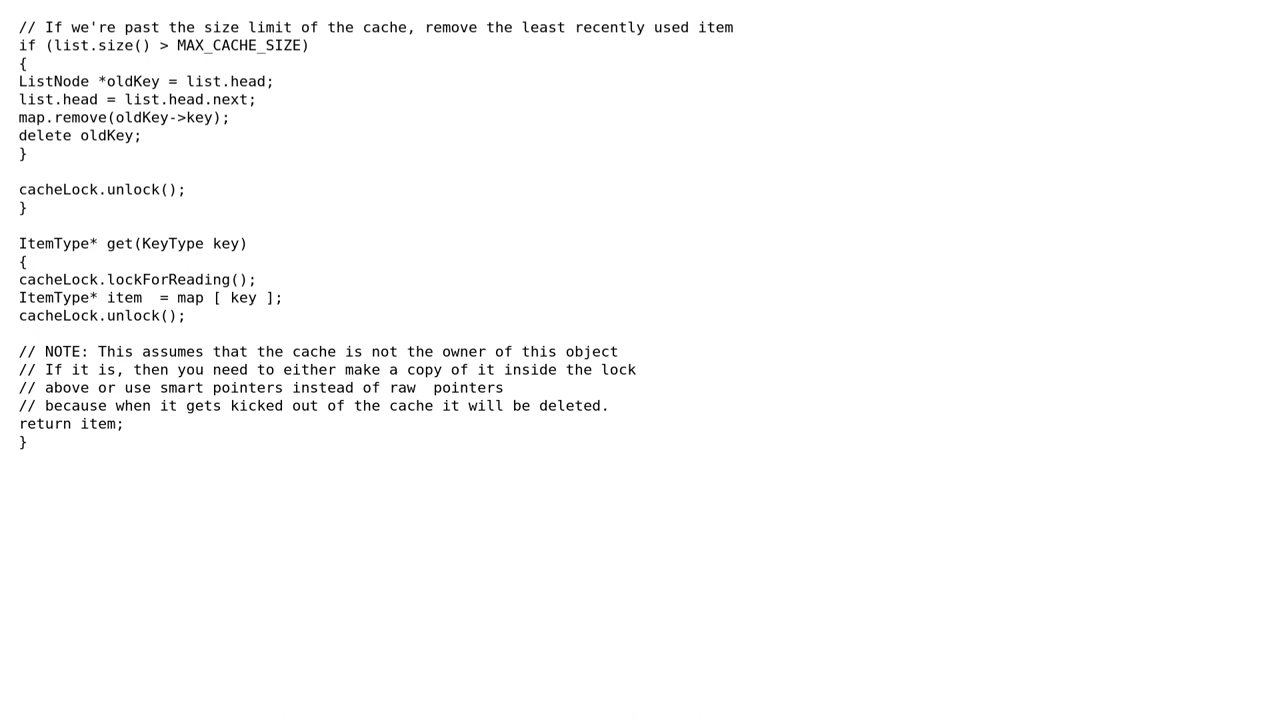 // If we're past the size limit of the cache, remove the least recently used item
if (list.size() > MAX_CACHE_SIZE)
{
ListNode *oldKey = list.head;
list.head = list.head.next;
map.remove(oldKey->key);
delete oldKey;
}

cacheLock.unlock();
}

ItemType* get(KeyType key)
{
cacheLock.lockForReading();
ItemType* item  = map [ key ];
cacheLock.unlock();

// NOTE: This assumes that the cache is not the owner of this object
// If it is, then you need to either make a copy of it inside the lock
// above or use smart pointers instead of raw  pointers
// because when it gets kicked out of the cache it will be deleted.
return item;
}